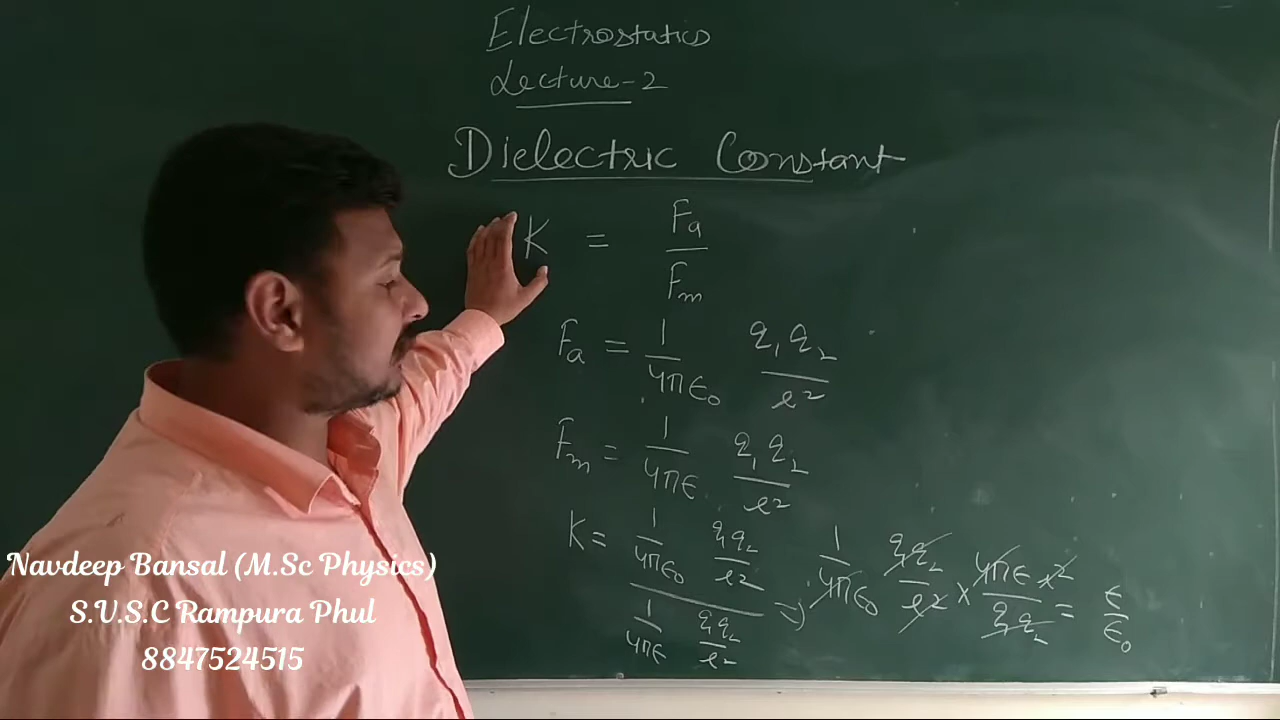 Electrostatics
Lecture-2
Dielectric Constant
K = Fa / Fm
Fa = 1/4πε₀ q₁q₂/r²
Fm = 1/4πε q₁q₂/r²
K = (1/4πε₀ q₁q₂/r²) / (1/4πε q₁q₂/r²) => 1/4πε₀ q₁q₂/r² × 4πε r²/q₁q₂ = ε/ε₀
Navdeep Bansal (M.Sc Physics)
S.V.S.C Rampura Phul
8847524515